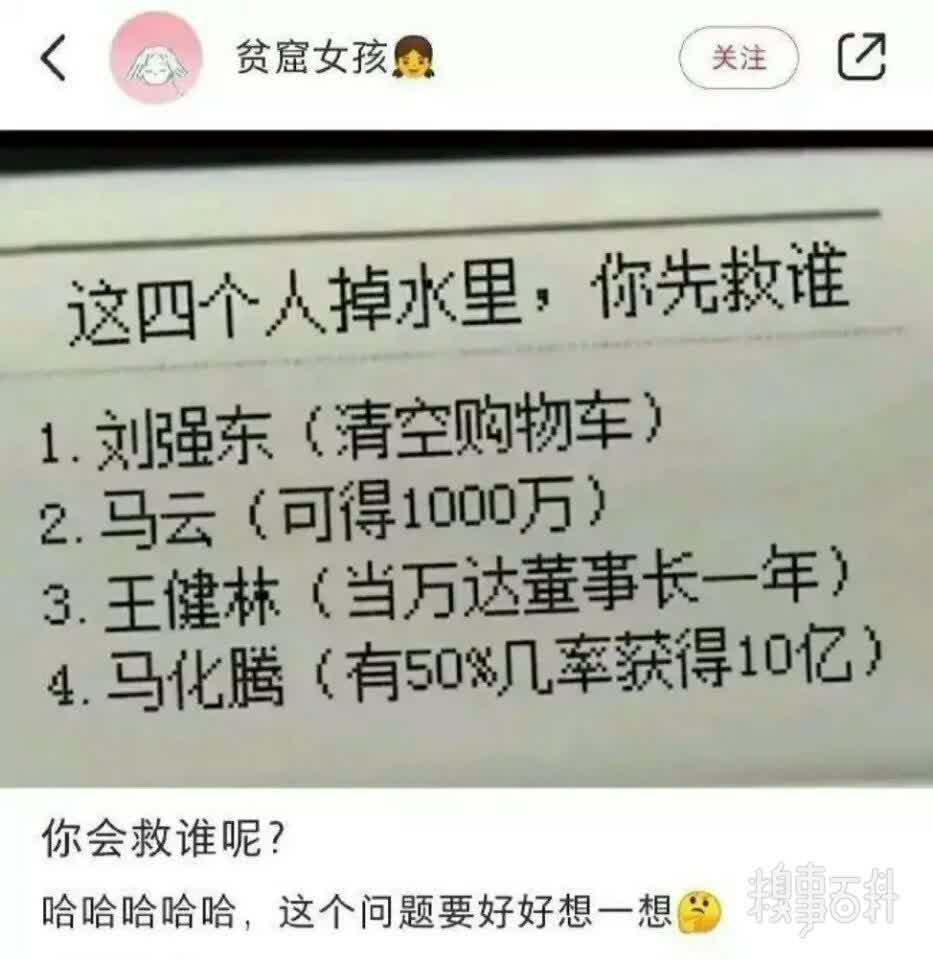 贫窟女孩👧
关注
这四个人掉水里，你先救谁
1.刘强东（清空购物车）
2.马云（可得1000万）
3.王健林（当万达董事长一年）
4.马化腾（有50%几率获得10亿）
你会救谁呢?
哈哈哈哈哈，这个问题要好好想一想🤔
糗事百科